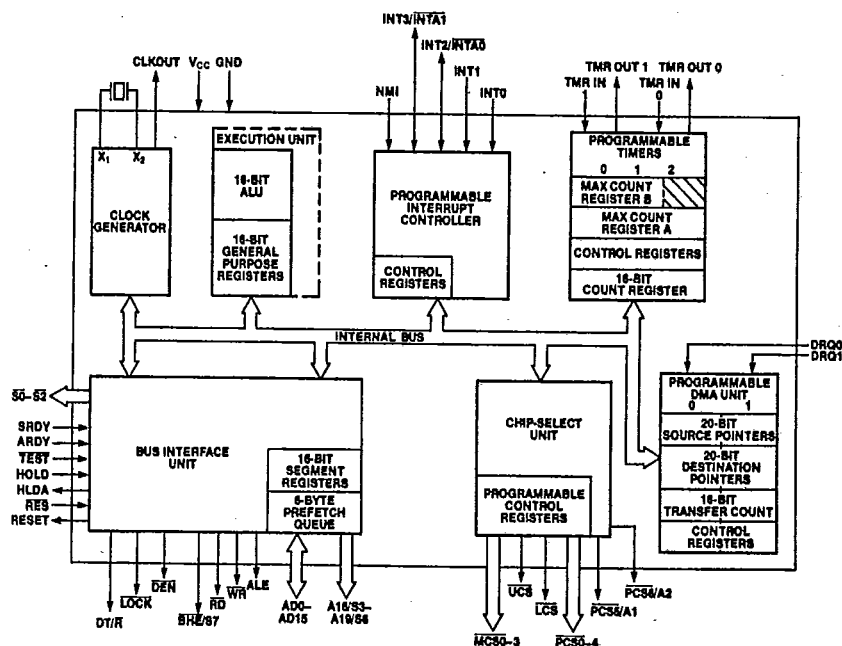 INT3/INTA1
INT2/INTA0
CLKOUT VCC GND
INT1
TMR OUT 1 TMR OUT 0
TMR IN TMR IN
1 0
NMI
INT0
X1 X2
CLOCK
GENERATOR
EXECUTION UNIT
16-BIT
ALU
16-BIT
GENERAL
PURPOSE
REGISTERS
PROGRAMMABLE
INTERRUPT
CONTROLLER
CONTROL
REGISTERS
PROGRAMMABLE
TIMERS
0 1 2
MAX COUNT
REGISTER B
MAX COUNT
REGISTER A
CONTROL REGISTERS
16-BIT
COUNT REGISTER
INTERNAL BUS
DRQ0
DRQ1
S0-S2
SRDY
ARDY
TEST
HOLD
HLDA
RES
RESET
BUS INTERFACE
UNIT
16-BIT
SEGMENT
REGISTERS
6-BYTE
PREFETCH
QUEUE
CHIP-SELECT
UNIT
PROGRAMMABLE
CONTROL
REGISTERS
PROGRAMMABLE
DMA UNIT
0 1
20-BIT
SOURCE POINTERS
20-BIT
DESTINATION
POINTERS
16-BIT
TRANSFER COUNT
CONTROL
REGISTERS
DT/R
LOCK
DEN
BHE/S7
RD
WR
ALE
AD0-
AD15
A16/S3-
A19/S6
MCS0-3
UCS
LCS
PCS0-4
PCS5/A1
PCS6/A2